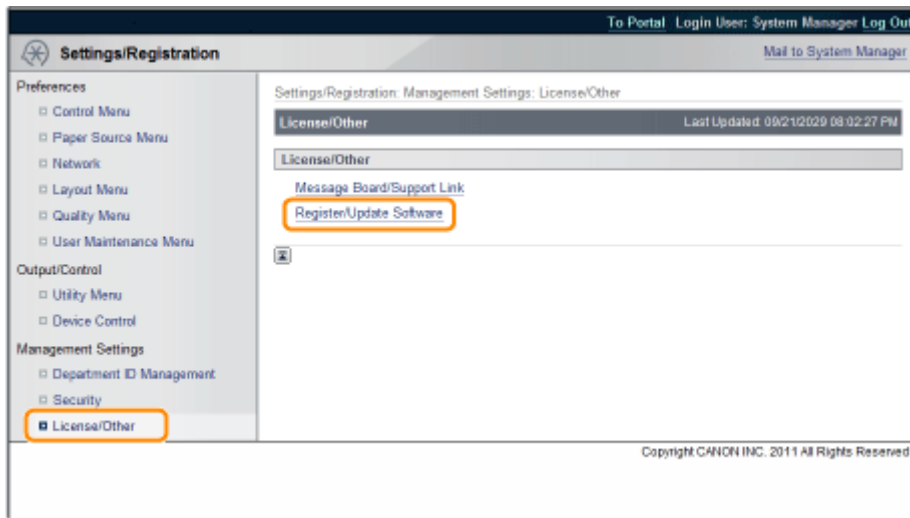 To Portal Login User: System Manager Log Out
Settings/Registration
Mail to System Manager
Preferences
Control Menu
Paper Source Menu
Network
Layout Menu
Quality Menu
User Maintenance Menu
Output/Control
Utility Menu
Device Control
Management Settings
Department ID Management
Security
License/Other
Settings/Registration: Management Settings: License/Other
License/Other Last Updated: 09/21/2029 08:02:27 PM
License/Other
Message Board/Support Link
Register/Update Software
Copyright CANON INC. 2011 All Rights Reserved